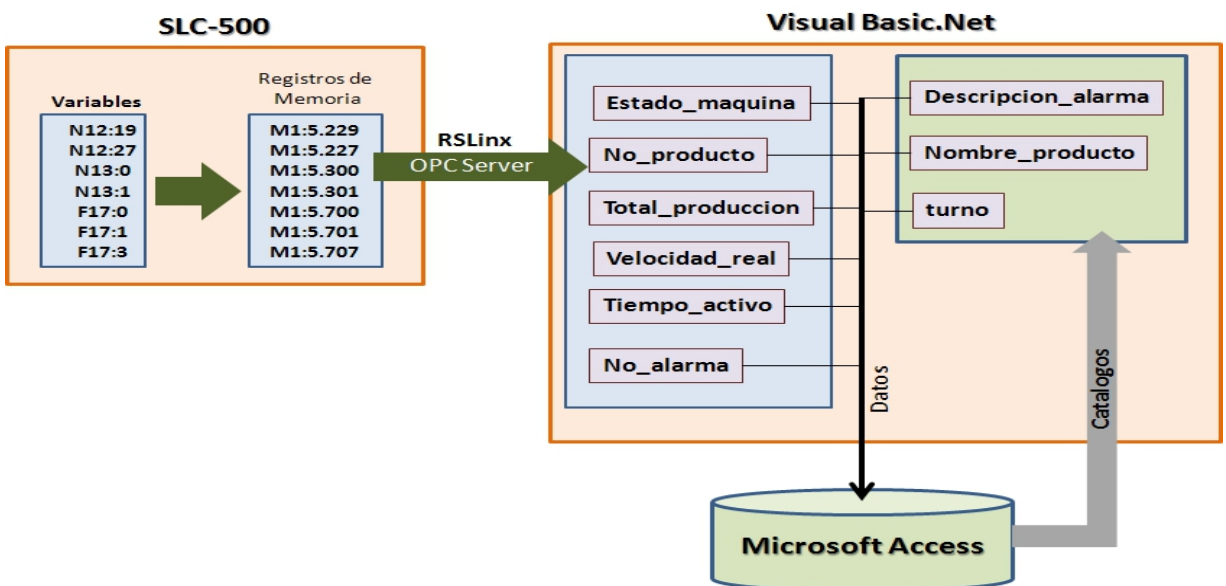 SLC-500
Variables
N12:19
N12:27
N13:0
N13:1
F17:0
F17:1
F17:3
Registros de
Memoria
M1:5.229
M1:5.227
M1:5.300
M1:5.301
M1:5.700
M1:5.701
M1:5.707
RSLinx
OPC Server
Visual Basic.Net
Estado_maquina
No_producto
Total_produccion
Velocidad_real
Tiempo_activo
No_alarma
Descripcion_alarma
Nombre_producto
turno
Datos
Catalogos
Microsoft Access